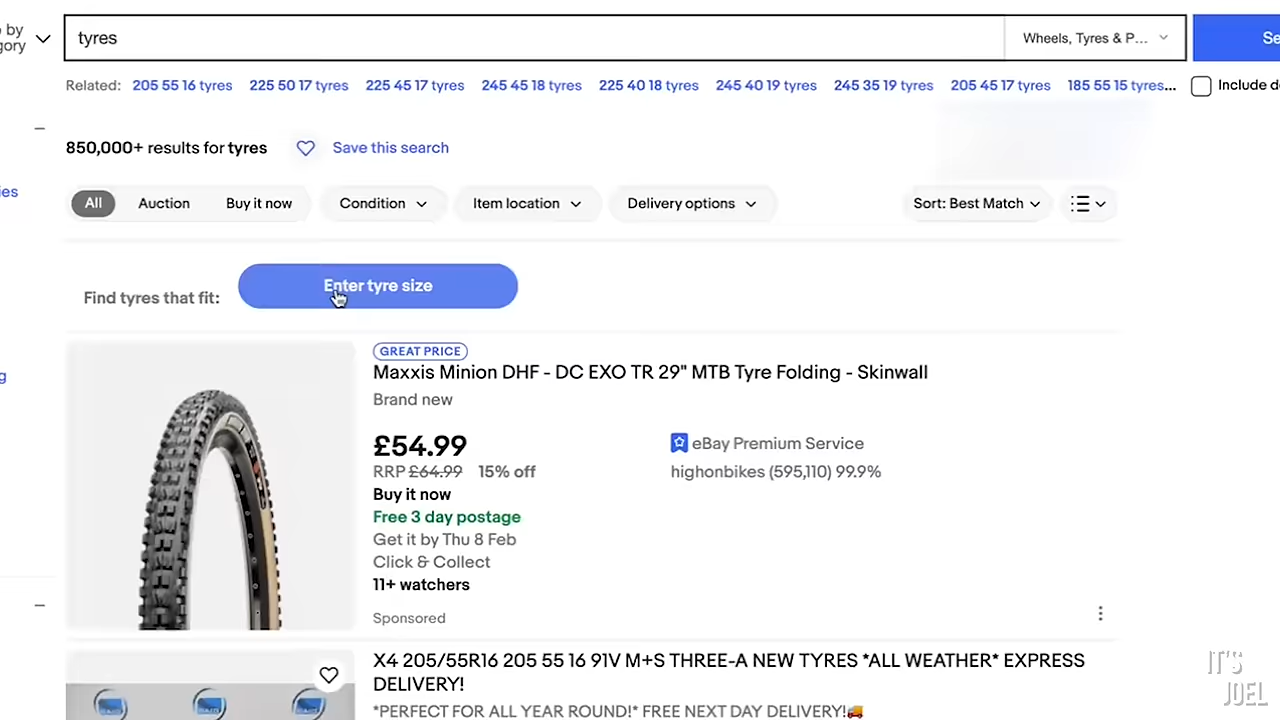 by
gory
tyres
Wheels, Tyres & P...
Se
Related: 205 55 16 tyres 225 50 17 tyres 225 45 17 tyres 245 45 18 tyres 225 40 18 tyres 245 40 19 tyres 245 35 19 tyres 205 45 17 tyres 185 55 15 tyres...
Include de
850,000+ results for tyres
Save this search
ies
All Auction Buy it now Condition Item location Delivery options Sort: Best Match
Find tyres that fit: Enter tyre size
GREAT PRICE
Maxxis Minion DHF - DC EXO TR 29" MTB Tyre Folding - Skinwall
g
Brand new
£54.99
eBay Premium Service
RRP £64.99 15% off
highonbikes (595,110) 99.9%
Buy it now
Free 3 day postage
Get it by Thu 8 Feb
Click & Collect
11+ watchers
Sponsored
X4 205/55R16 205 55 16 91V M+S THREE-A NEW TYRES *ALL WEATHER* EXPRESS
DELIVERY!
*PERFECT FOR ALL YEAR ROUND!* FREE NEXT DAY DELIVERY!🚚
IT'S
JOEL